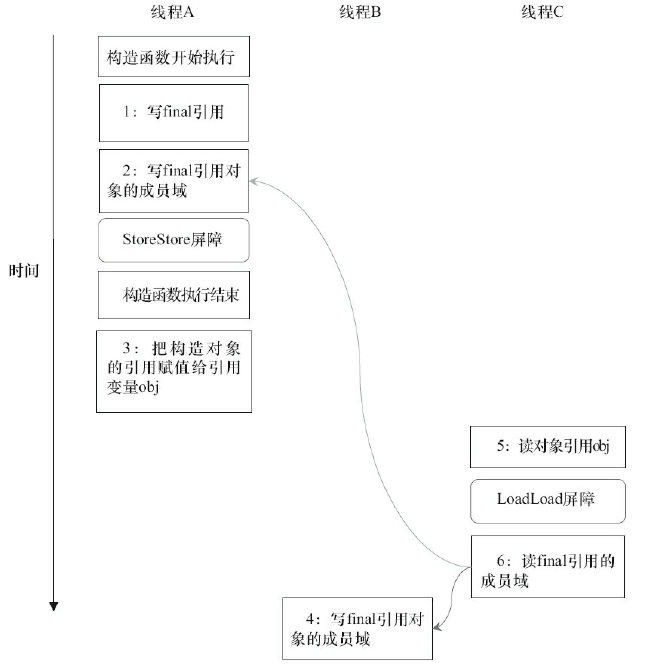 线程A
线程B
线程C
构造函数开始执行
1：写final引用
2：写final引用对
象的成员域
StoreStore屏障
时间
构造函数执行结束
3：把构造对象
的引用赋值给引用
变量obj
5：读对象引用obj
LoadLoad屏障
6：读final引用的
成员域
4：写final引用对
象的成员域